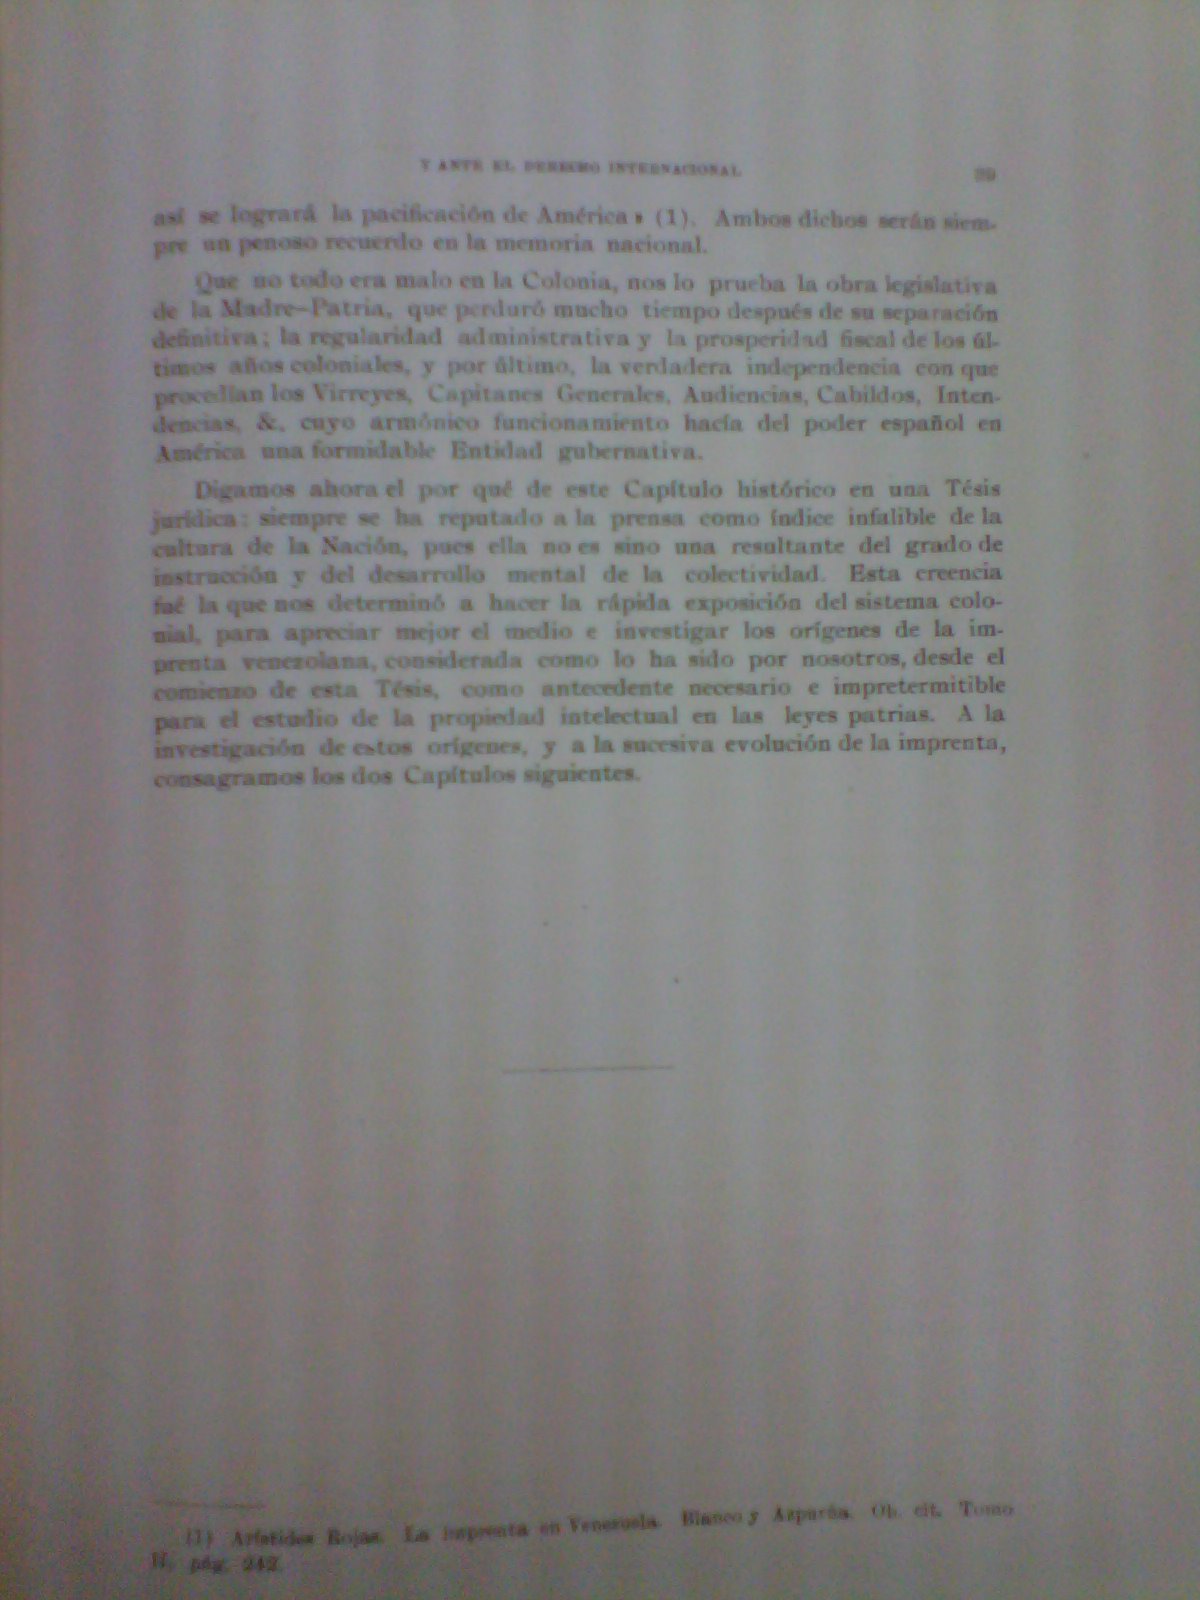 Y ANTE EL DERECHO INTERNACIONAL
así se logrará la pacificación de América» (1). Ambos dichos serán siem-
pre un penoso recuerdo en la memoria nacional.
Que no todo era malo en la Colonia, nos lo prueba la obra legislativa
de la Madre-Patria, que perduró mucho tiempo después de su separación
definitiva; la regularidad administrativa y la prosperidad fiscal de los úl-
timos años coloniales, y por último, la verdadera independencia con que
procedían los Virreyes, Capitanes Generales, Audiencias, Cabildos, Inten-
dencias, &. cuyo armónico funcionamiento hacía del poder español en
América una formidable Entidad gubernativa.
Digamos ahora el por qué de este Capítulo histórico en una Tésis
jurídica: siempre se ha reputado a la prensa como índice infalible de la
cultura de la Nación, pues ella no es sino una resultante del grado de
instrucción y del desarrollo mental de la colectividad. Esta creencia
fué la que nos determinó a hacer la rápida exposición del sistema colo-
nial, para apreciar mejor el medio e investigar los orígenes de la im-
prenta venezolana, considerada como lo ha sido por nosotros, desde el
comienzo de esta Tésis, como antecedente necesario e impretermitible
para el estudio de la propiedad intelectual en las leyes patrias. A la
investigación de estos orígenes, y a la sucesiva evolución de la imprenta,
consagramos los dos Capítulos siguientes.
(1) Arístides Rojas. La imprenta en Venezuela. Blanco y Azpurúa. Ob. cit. Tomo
II, pág. 242.